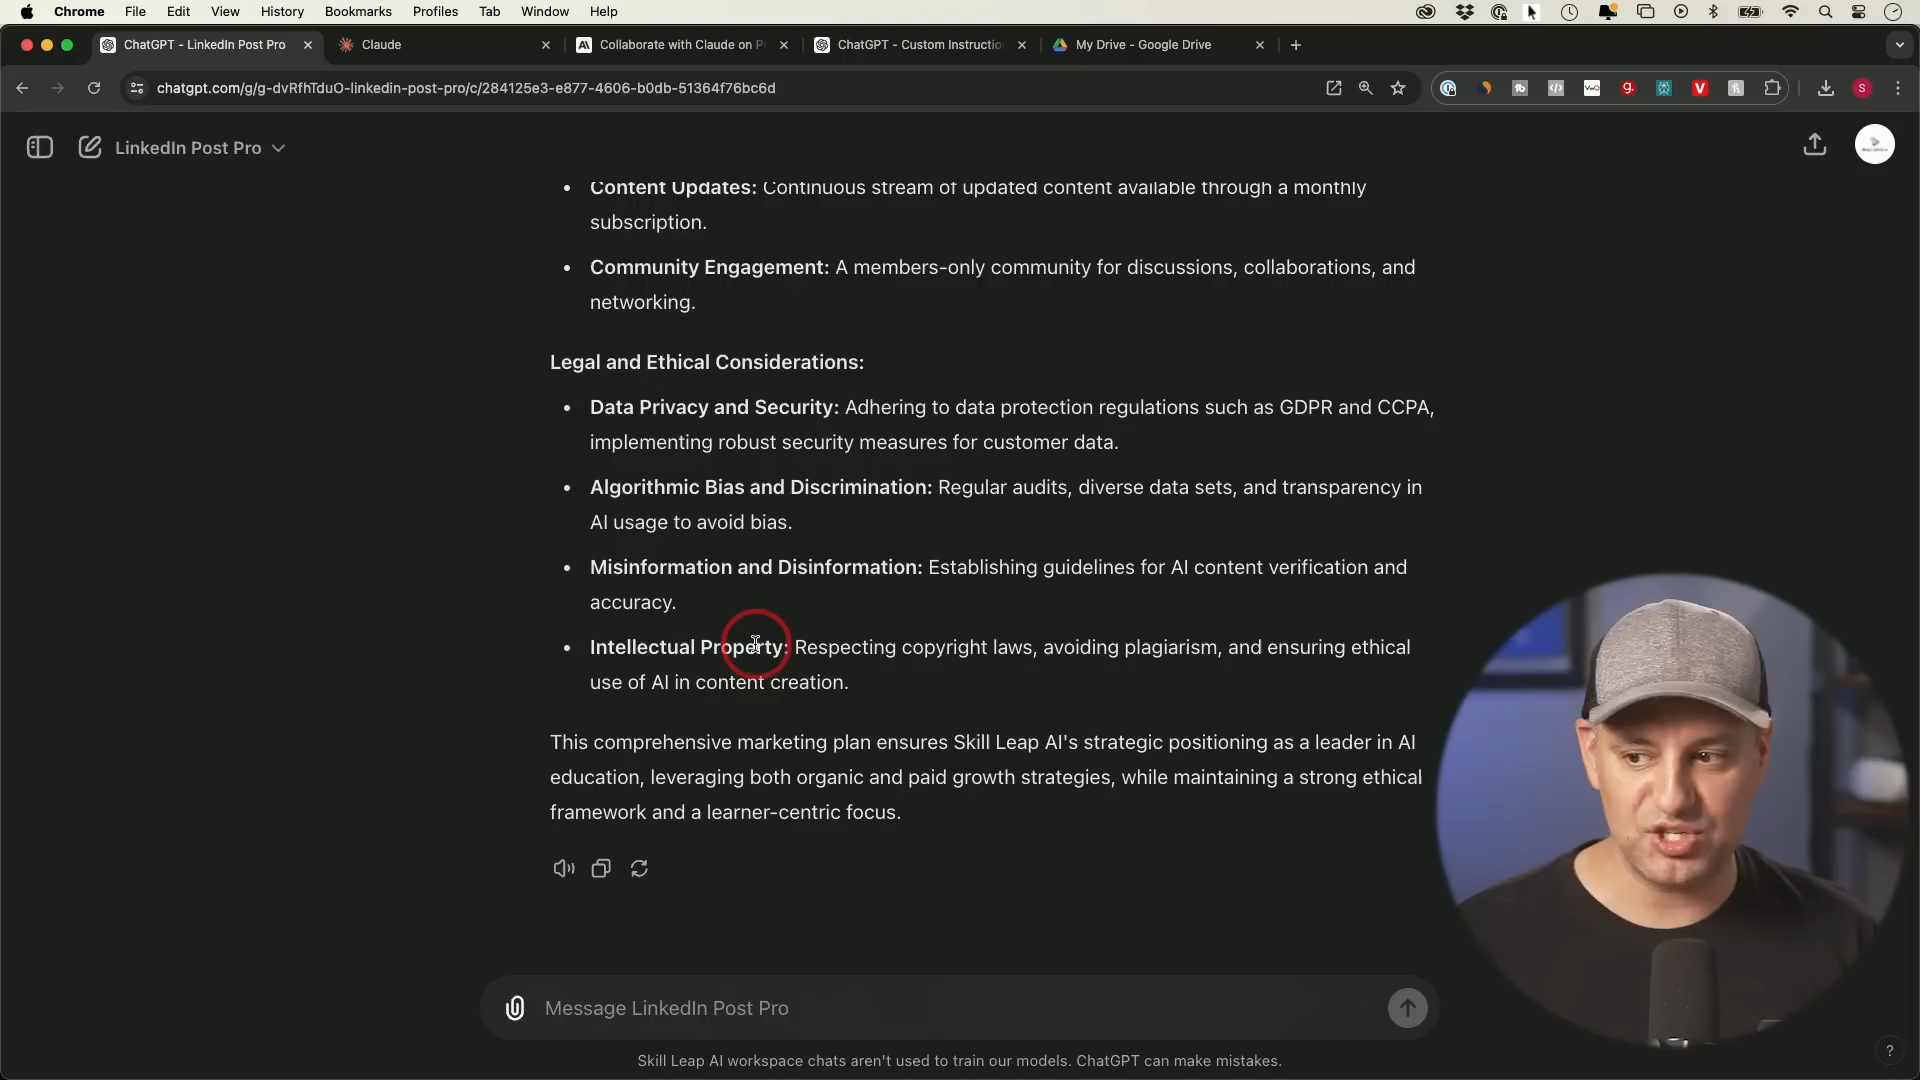 Chrome File Edit View History Bookmarks Profiles Tab Window Help
ChatGPT - LinkedIn Post Pro
Claude
Collaborate with Claude on P
ChatGPT - Custom Instructio
My Drive - Google Drive
chatgpt.com/g/g-dvRfhTduO-linkedin-post-pro/c/284125e3-e877-4606-b0db-51364f76bc6d
S
LinkedIn Post Pro
• Content Updates: Continuous stream of updated content available through a monthly
subscription.
• Community Engagement: A members-only community for discussions, collaborations, and
networking.
Legal and Ethical Considerations:
• Data Privacy and Security: Adhering to data protection regulations such as GDPR and CCPA,
implementing robust security measures for customer data.
• Algorithmic Bias and Discrimination: Regular audits, diverse data sets, and transparency in
AI usage to avoid bias.
• Misinformation and Disinformation: Establishing guidelines for AI content verification and
accuracy.
• Intellectual Property: Respecting copyright laws, avoiding plagiarism, and ensuring ethical
use of AI in content creation.
This comprehensive marketing plan ensures Skill Leap AI's strategic positioning as a leader in AI
education, leveraging both organic and paid growth strategies, while maintaining a strong ethical
framework and a learner-centric focus.
Message LinkedIn Post Pro
Skill Leap AI workspace chats aren't used to train our models. ChatGPT can make mistakes.
?